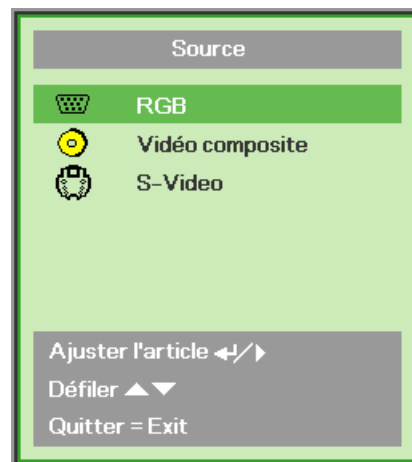 Source
RGB
Vidéo composite
S-Video
Ajuster l'article ↵/▶
Défiler ▲▼
Quitter = Exit